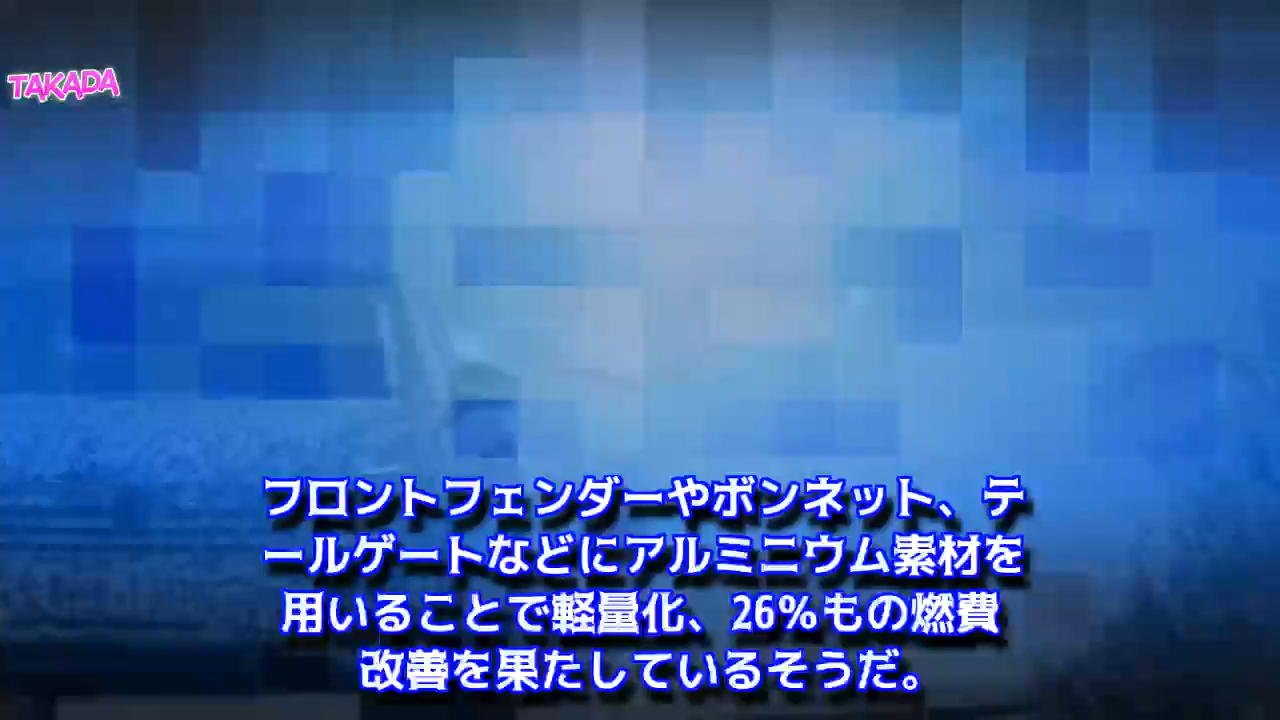 TAKADA
フロントフェンダーやボンネット、テ
ールゲートなどにアルミニウム素材を
用いることで軽量化、26%もの燃費
改善を果たしているそうだ。